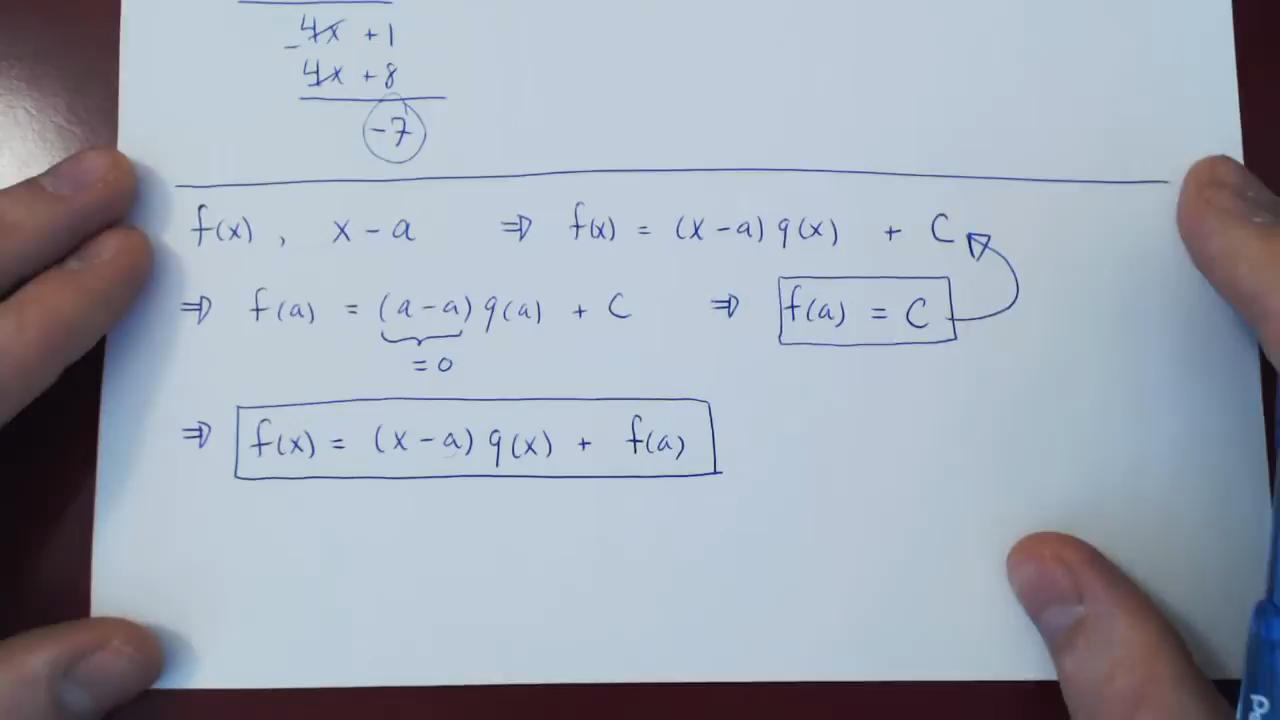 - 4x + 1
4x + 8
-7
f(x) , x - a ⇒ f(x) = (x-a) q(x) + C
⇒ f(a) = (a-a) q(a) + C ⇒ f(a) = C
= 0
⇒ f(x) = (x-a) q(x) + f(a)